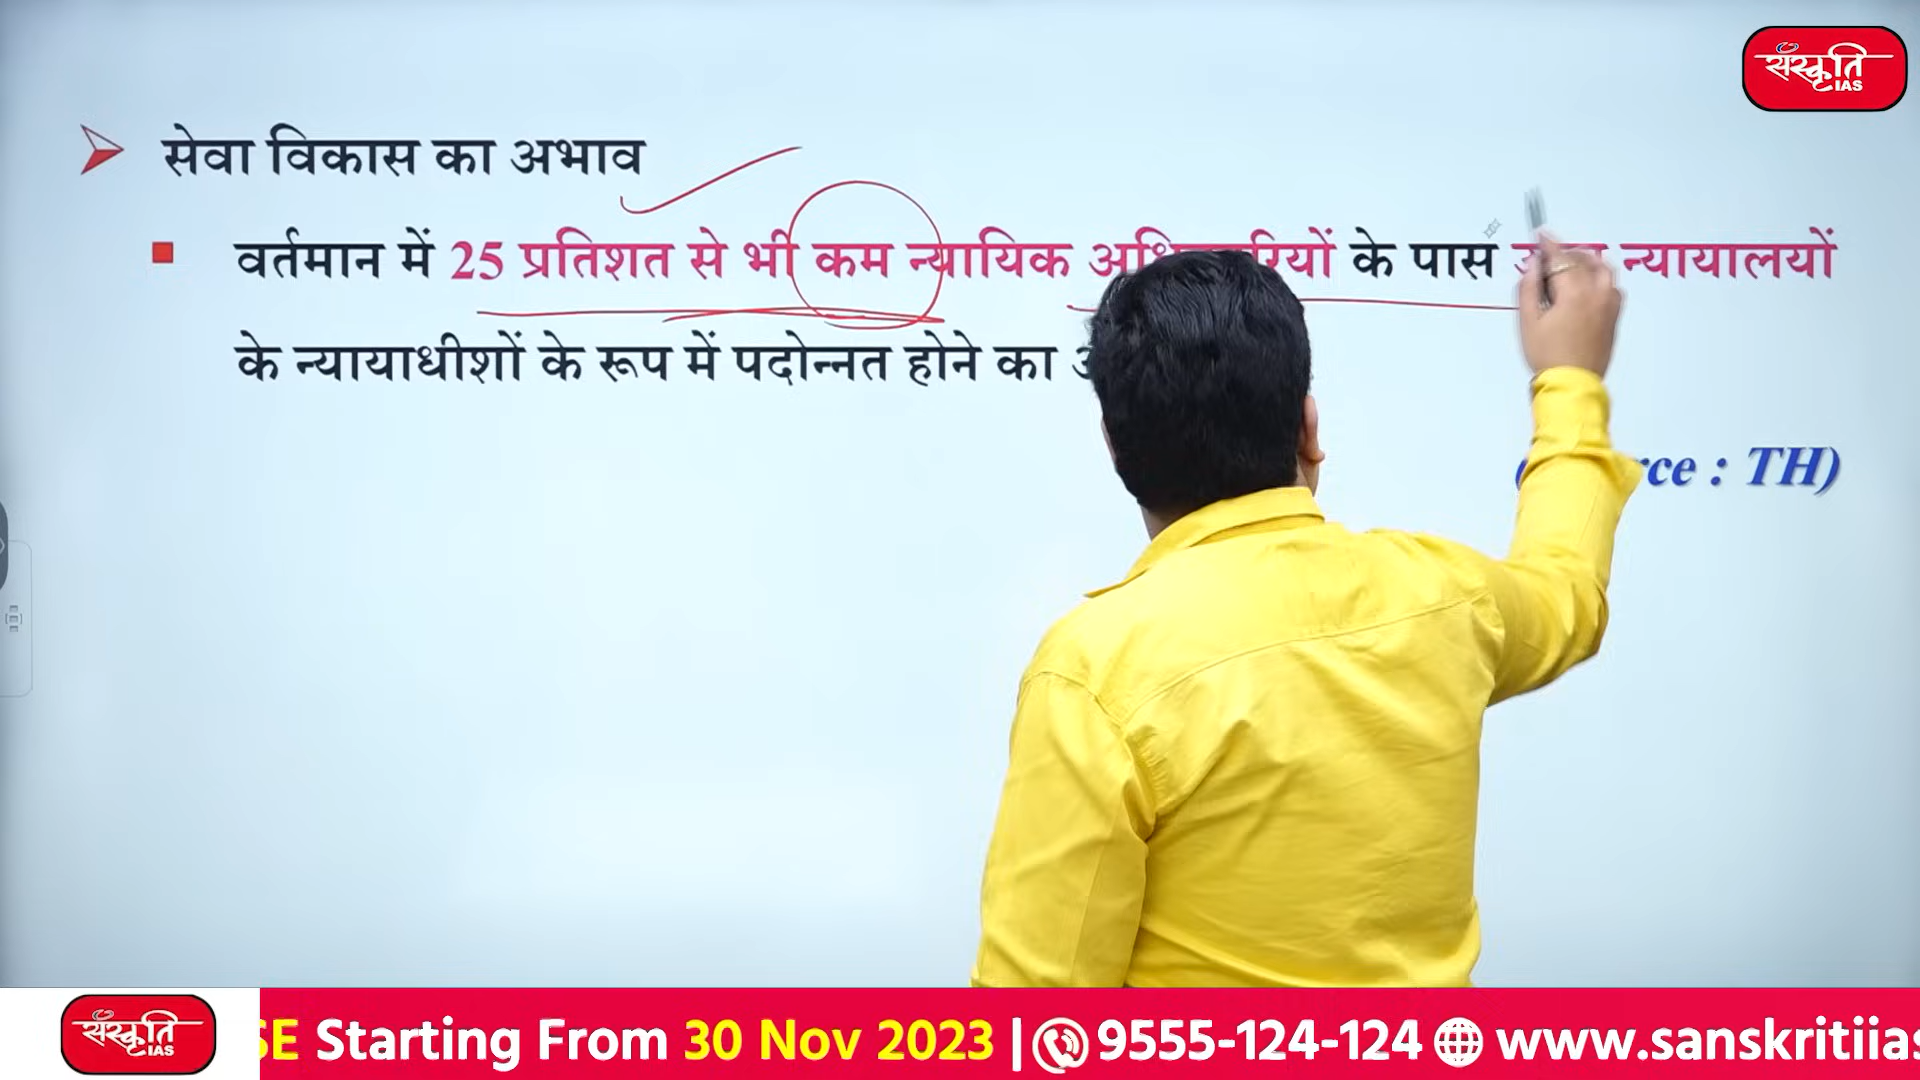 संस्कृति
IAS
सेवा विकास का अभाव
वर्तमान में 25 प्रतिशत से भी कम न्यायिक के पास न्यायालयों
के न्यायाधीशों के रूप में पदोन्नत होने का
: TH)
संस्कृति
IAS
Starting From 30 Nov 2023 | 9555-124-124 www.sanskritiias